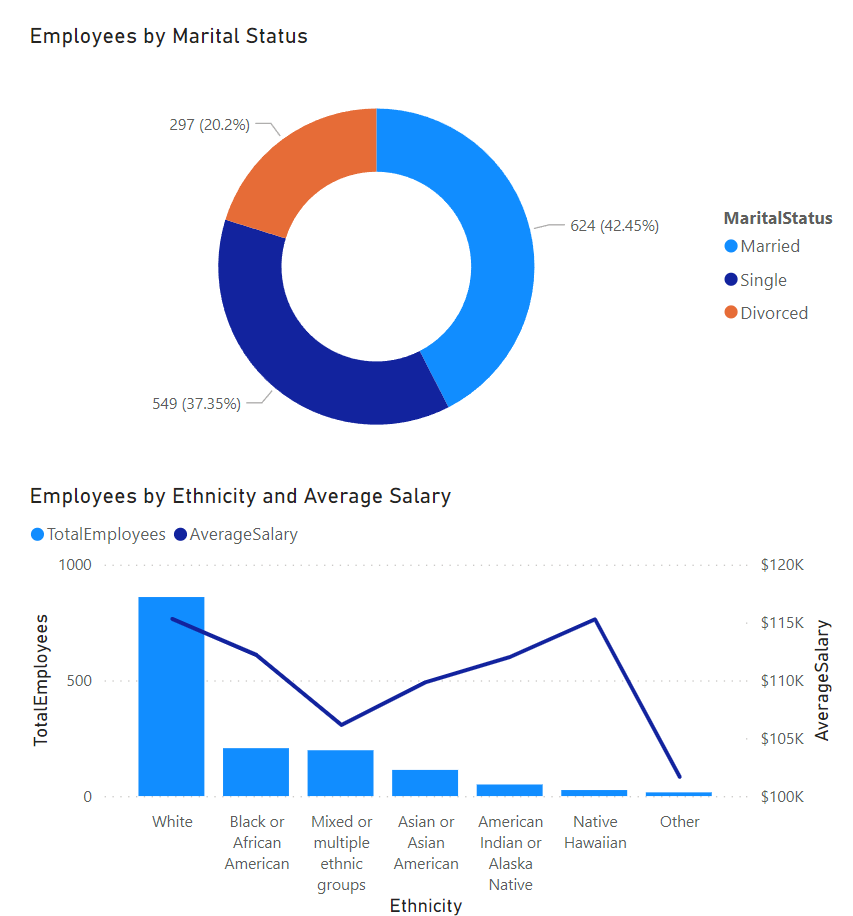 Employees by Marital Status
297 (20.2%)
624 (42.45%)
549 (37.35%)
MaritalStatus
Married
Single
Divorced
Employees by Ethnicity and Average Salary
TotalEmployees AverageSalary
TotalEmployees
1000
500
0
$120K
$115K
$110K
$105K
$100K
AverageSalary
White
Black or
African
American
Mixed or
multiple
ethnic
groups
Asian or
Asian
American
American
Indian or
Alaska
Native
Native
Hawaiian
Other
Ethnicity